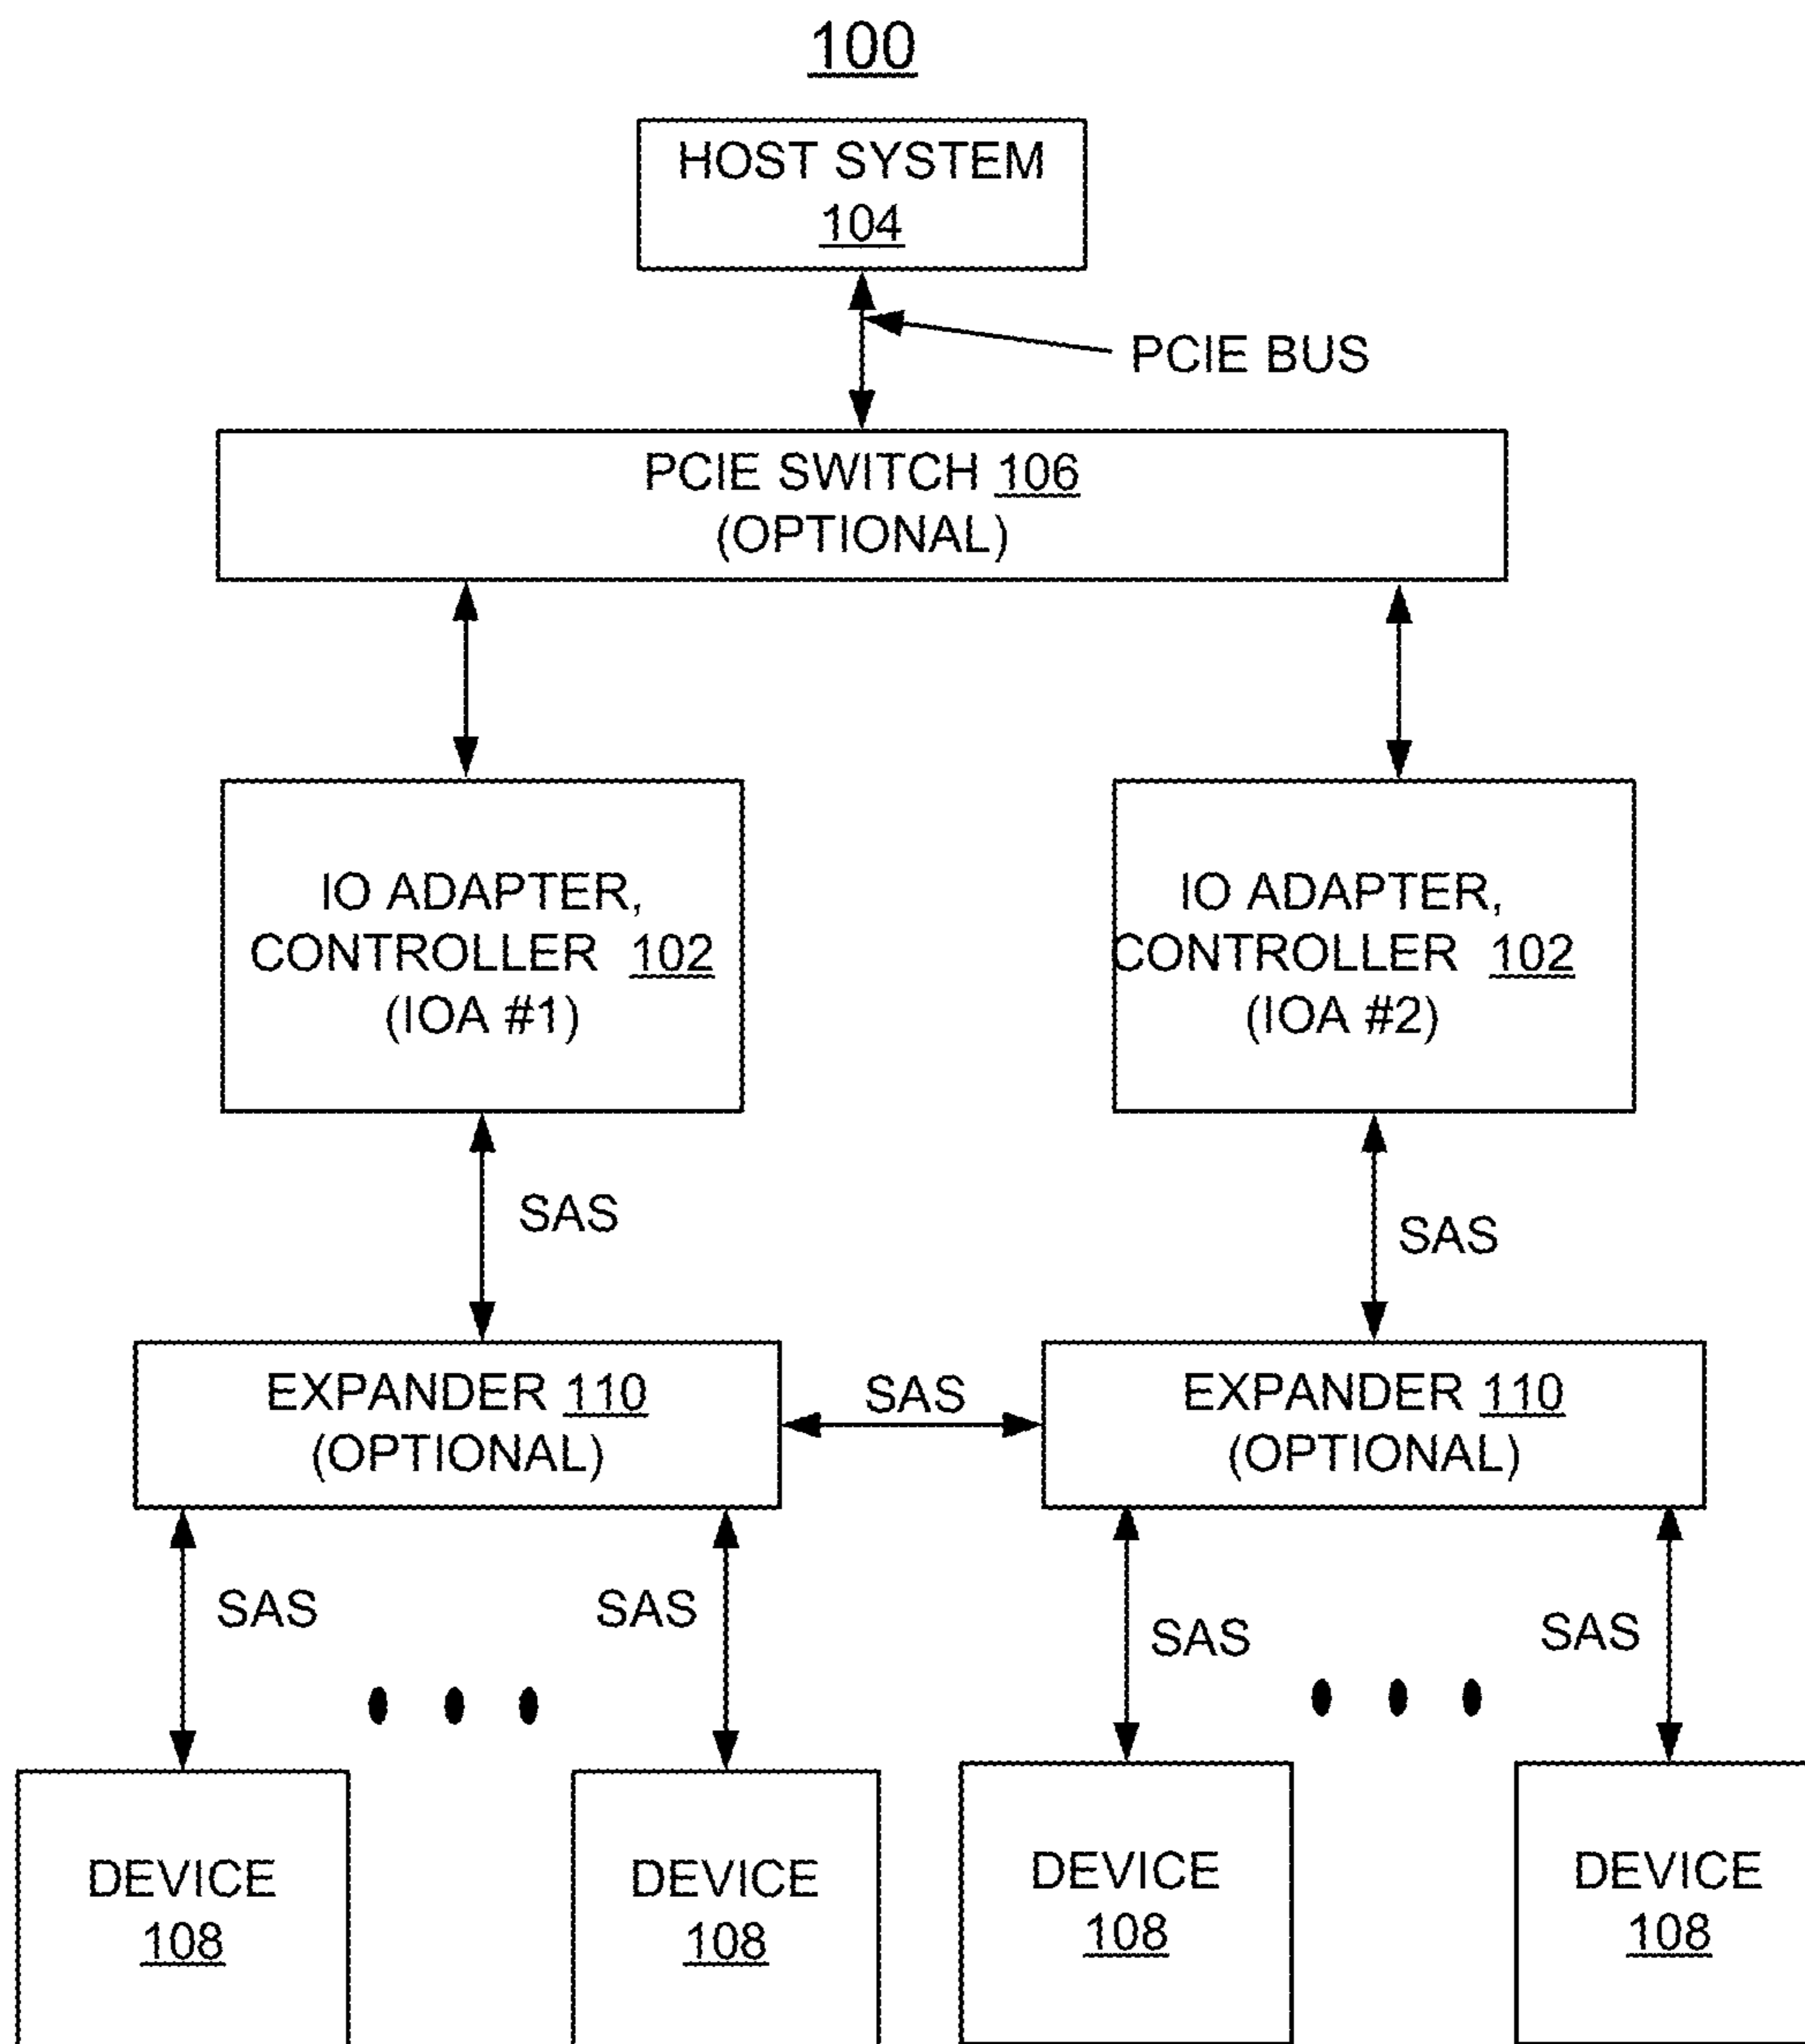 100
HOST SYSTEM
104
PCIE BUS
PCIE SWITCH 106
(OPTIONAL)
IO ADAPTER,
CONTROLLER 102
(IOA #1)
IO ADAPTER,
CONTROLLER 102
(IOA #2)
SAS
SAS
EXPANDER 110
(OPTIONAL)
SAS
EXPANDER 110
(OPTIONAL)
SAS
SAS
SAS
SAS
DEVICE
108
DEVICE
108
DEVICE
108
DEVICE
108